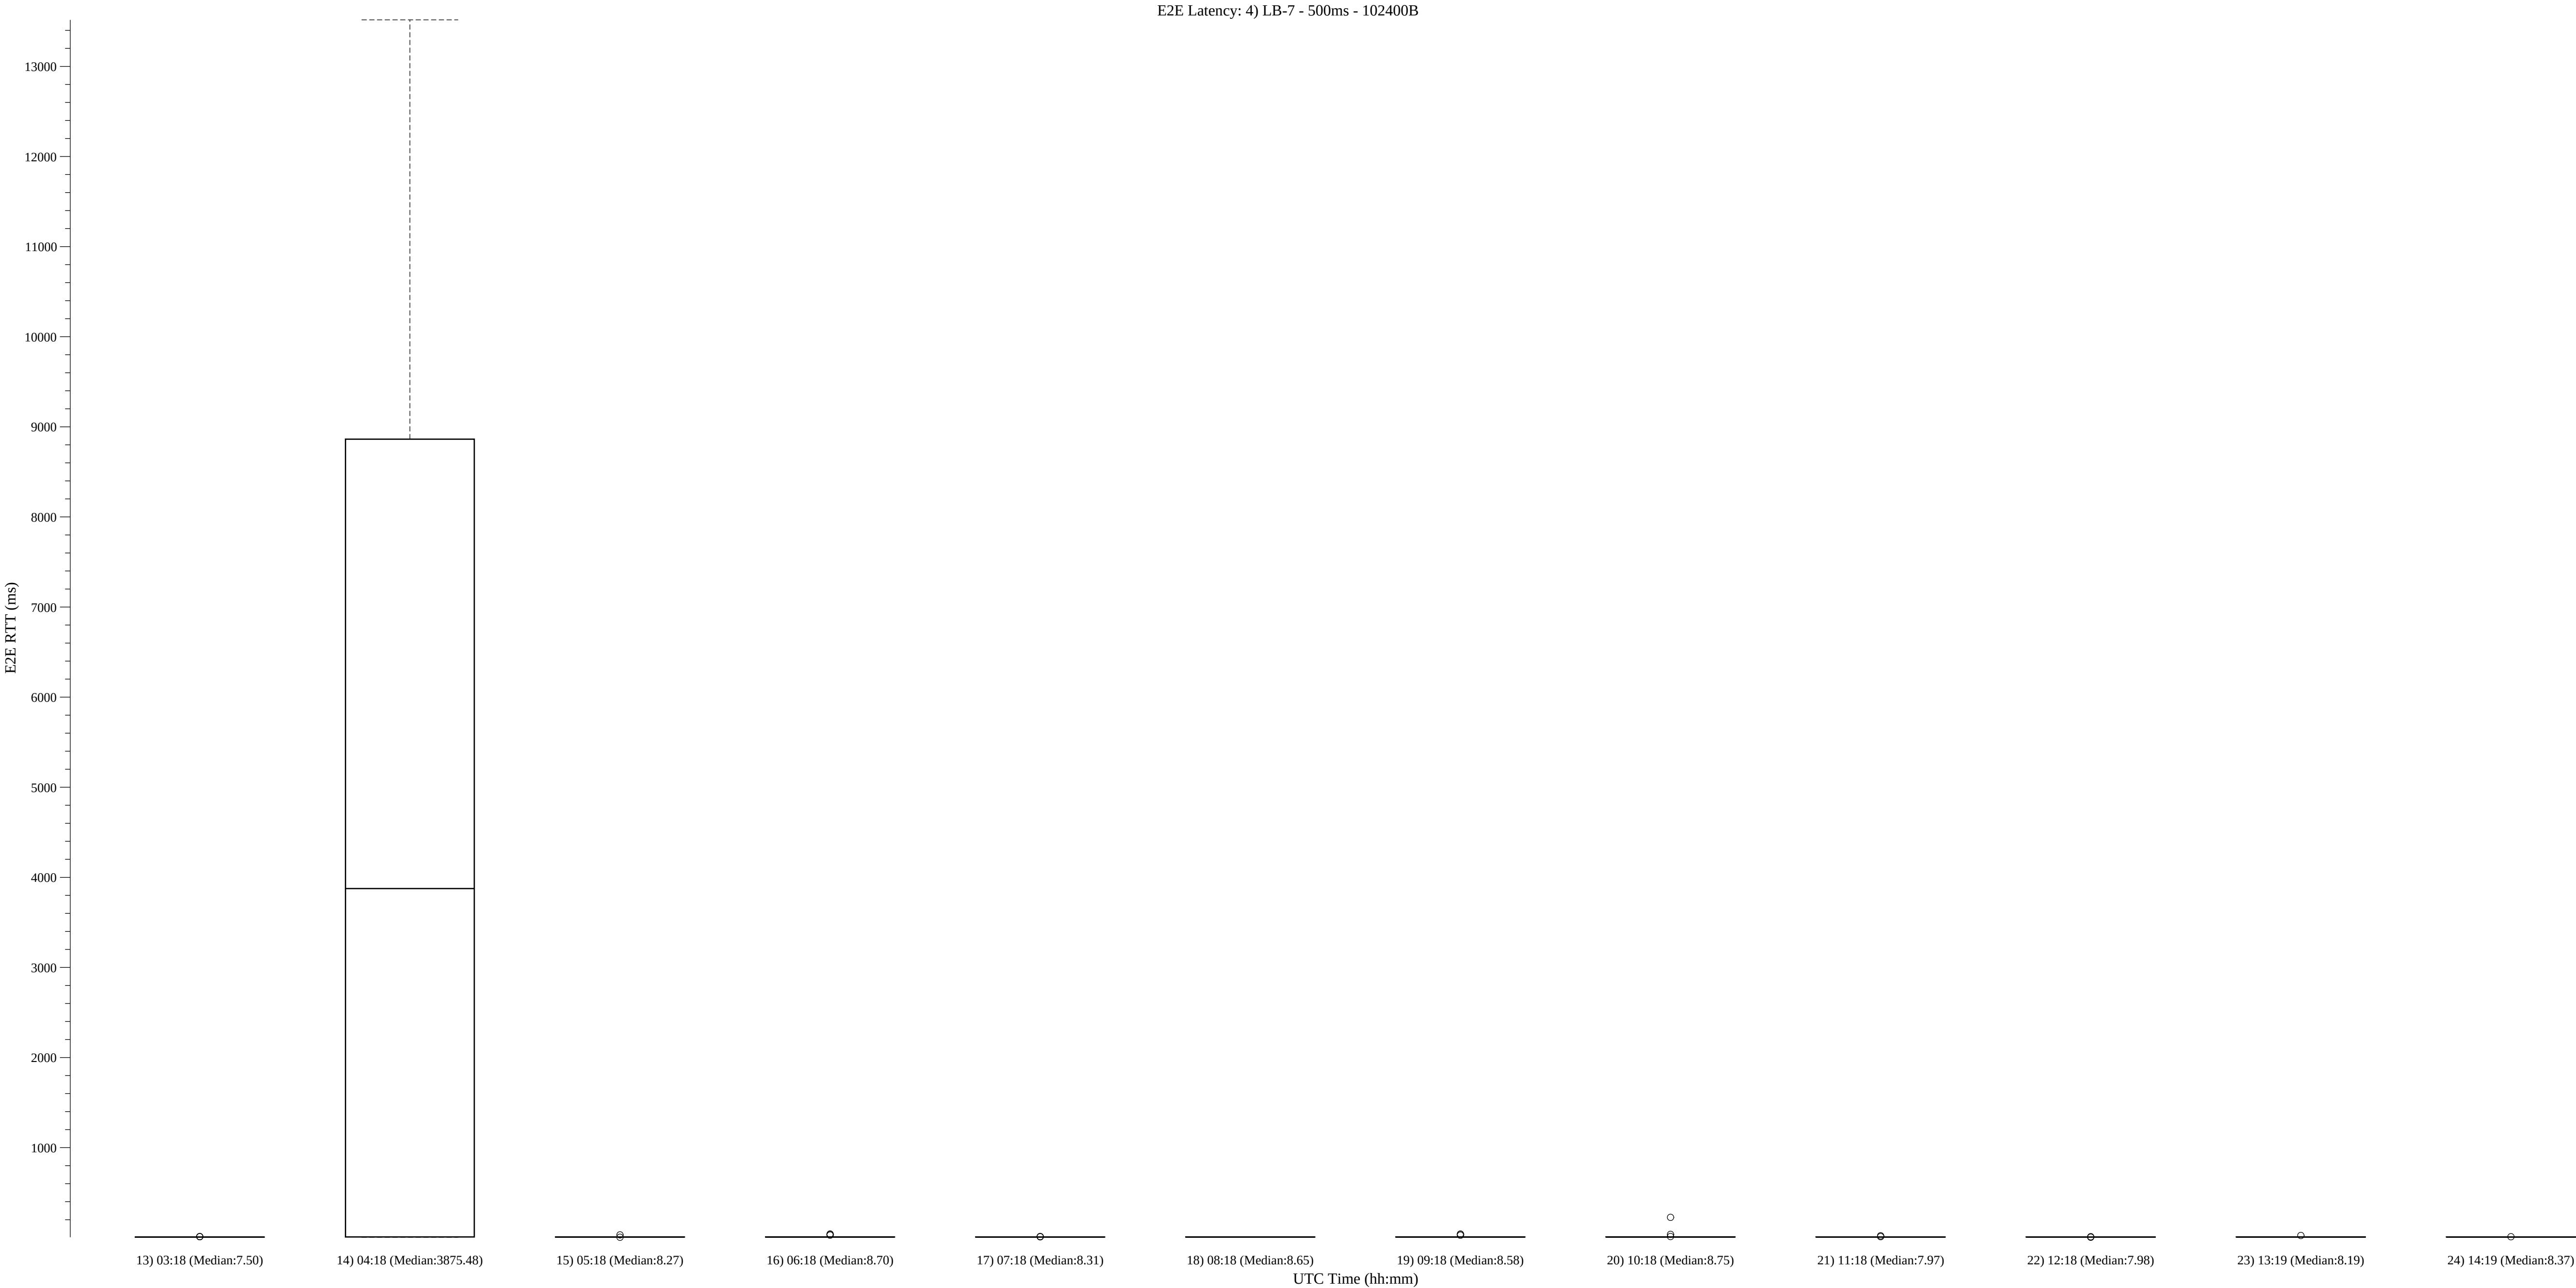 E2E Latency: 4) LB-7 - 500ms - 102400B
13000
12000
11000
10000
9000
8000
7000
6000
5000
4000
3000
2000
1000
E2E RTT (ms)
13) 03:18 (Median:7.50)
14) 04:18 (Median:3875.48)
15) 05:18 (Median:8.27)
16) 06:18 (Median:8.70)
17) 07:18 (Median:8.31)
18) 08:18 (Median:8.65)
19) 09:18 (Median:8.58)
20) 10:18 (Median:8.75)
21) 11:18 (Median:7.97)
22) 12:18 (Median:7.98)
23) 13:19 (Median:8.19)
24) 14:19 (Median:8.37)
UTC Time (hh:mm)